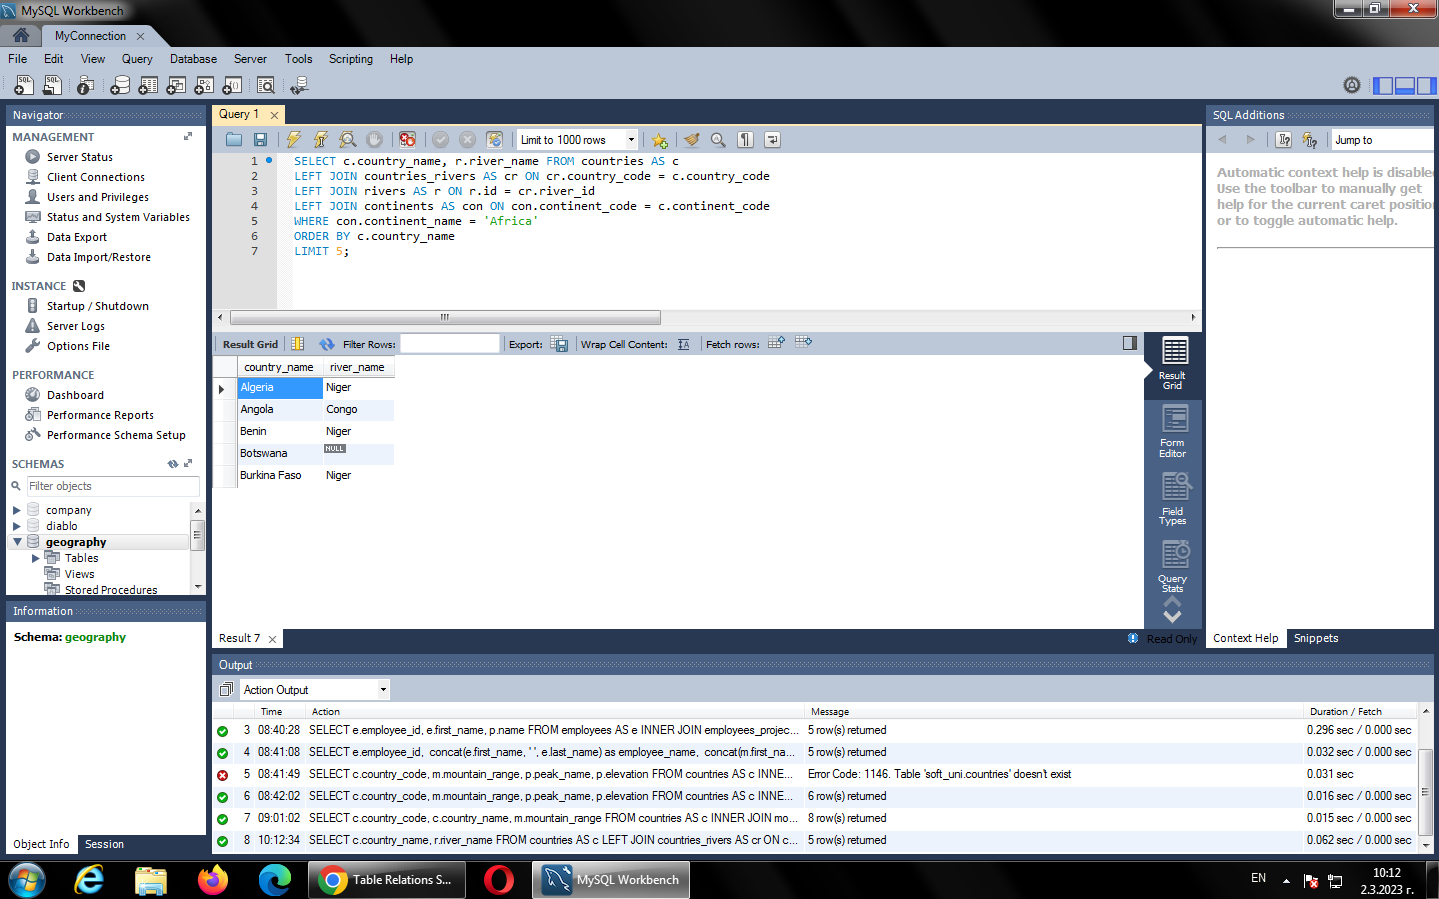 MySQL Workbench
MyConnection
File Edit View Query Database Server Tools Scripting Help
Navigator
MANAGEMENT
Server Status
Client Connections
Users and Privileges
Status and System Variables
Data Export
Data Import/Restore
INSTANCE
Startup / Shutdown
Server Logs
Options File
PERFORMANCE
Dashboard
Performance Reports
Performance Schema Setup
SCHEMAS
Filter objects
company
diablo
geography
Tables
Views
Stored Procedures
Information
Schema: geography
Object Info Session
Query 1
Limit to 1000 rows
1 SELECT c.country_name, r.river_name FROM countries AS c
2 LEFT JOIN countries_rivers AS cr ON cr.country_code = c.country_code
3 LEFT JOIN rivers AS r ON r.id = cr.river_id
4 LEFT JOIN continents AS con ON con.continent_code = c.continent_code
5 WHERE con.continent_name = 'Africa'
6 ORDER BY c.country_name
7 LIMIT 5;
Result Grid Filter Rows: Export: Wrap Cell Content: Fetch rows:
country_name river_name
Algeria Niger
Angola Congo
Benin Niger
Botswana NULL
Burkina Faso Niger
Result Grid
Form Editor
Field Types
Query Stats
Result 7
Read Only
SQL Additions
Jump to
Automatic context help is disable
Use the toolbar to manually get
help for the current caret position
or to toggle automatic help.
Context Help Snippets
Output
Action Output
Time Action Message Duration / Fetch
3 08:40:28 SELECT e.employee_id, e.first_name, p.name FROM employees AS e INNER JOIN employees_projec... 5 row(s) returned 0.296 sec / 0.000 sec
4 08:41:08 SELECT e.employee_id, concat(e.first_name, ' ', e.last_name) as employee_name, concat(m.first_na... 5 row(s) returned 0.032 sec / 0.000 sec
5 08:41:49 SELECT c.country_code, m.mountain_range, p.peak_name, p.elevation FROM countries AS c INNE... Error Code: 1146. Table 'soft_uni.countries' doesn't exist 0.031 sec
6 08:42:02 SELECT c.country_code, m.mountain_range, p.peak_name, p.elevation FROM countries AS c INNE... 6 row(s) returned 0.016 sec / 0.000 sec
7 09:01:02 SELECT c.country_code, c.country_name, m.mountain_range FROM countries AS c INNER JOIN mo... 8 row(s) returned 0.015 sec / 0.000 sec
8 10:12:34 SELECT c.country_name, r.river_name FROM countries AS c LEFT JOIN countries_rivers AS cr ON c... 5 row(s) returned 0.062 sec / 0.000 sec
Table Relations S...
MySQL Workbench
EN
10:12
2.3.2023 г.